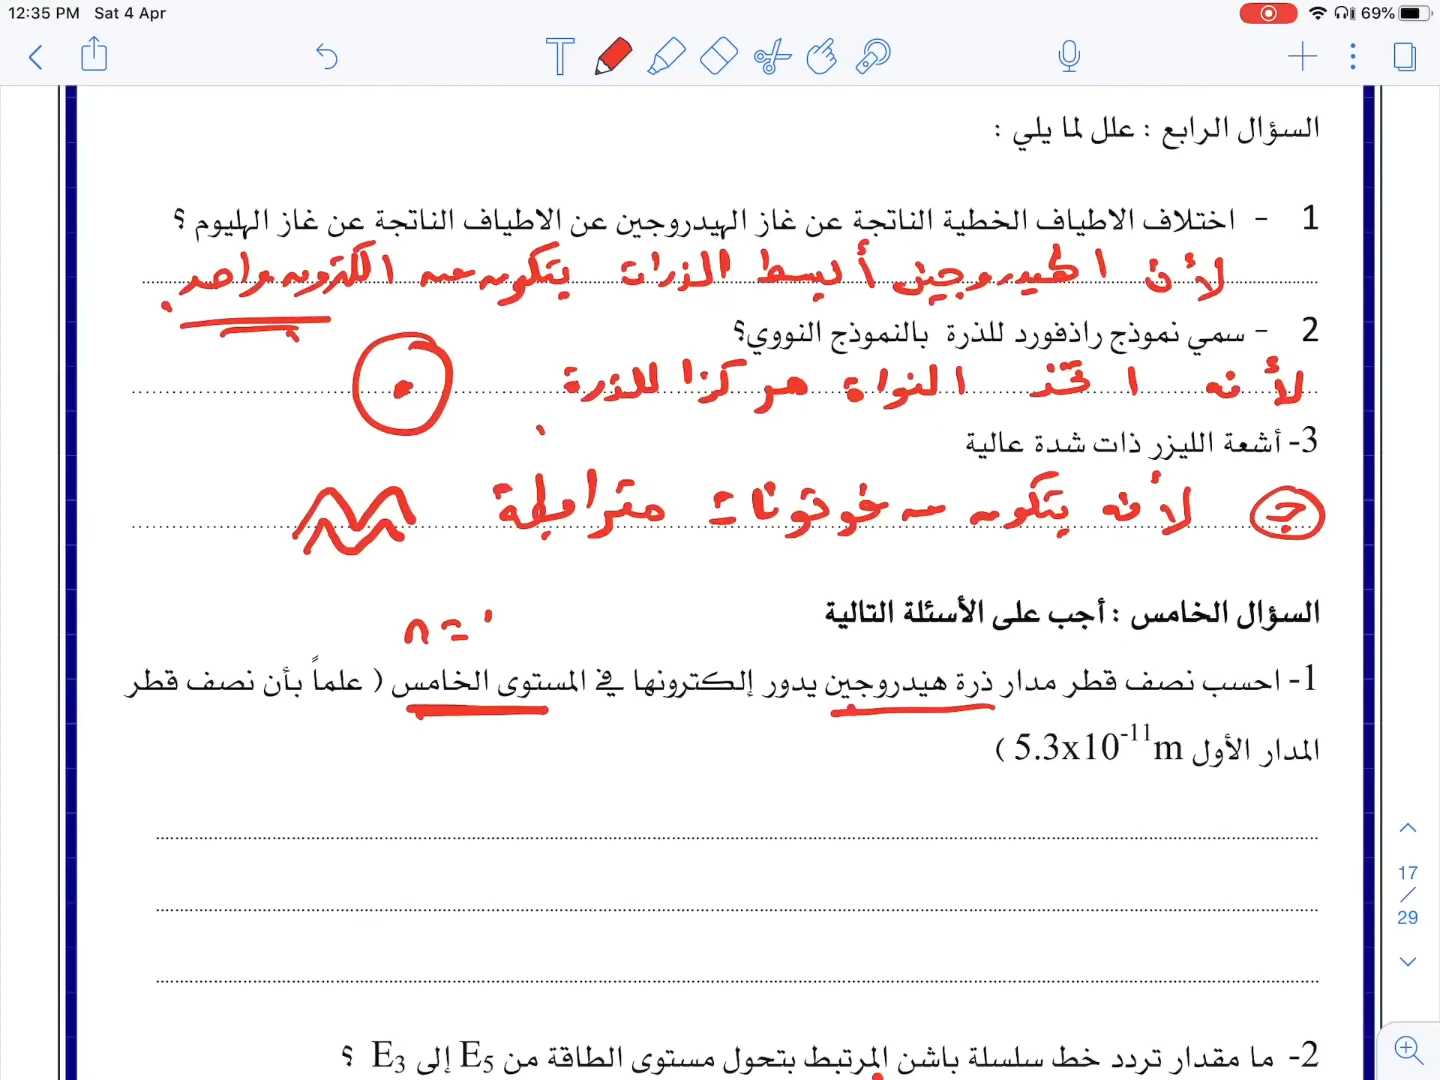 12:35 PM Sat 4 Apr 69%
السؤال الرابع : علل لما يلي :
1 - اختلاف الاطياف الخطية الناتجة عن غاز الهيدروجين عن الاطياف الناتجة عن غاز الهليوم ؟
لأن الهيدروجين أبسط الذرات يتكون من الكترون واحد .
2 - سمي نموذج راذفورد للذرة بالنموذج النووي؟
لأنه اتخذ النواة مركزا للذرة
3- أشعة الليزر ذات شدة عالية
ج لأنه يتكون من فوتونات مترابطة
السؤال الخامس : أجب على الأسئلة التالية
n =
1- احسب نصف قطر مدار ذرة هيدروجين يدور إلكترونها في المستوى الخامس ( علماً بأن نصف قطر
المدار الأول 5.3x10⁻¹¹m )
17
/
29
2- ما مقدار تردد خط سلسلة باشن المرتبط بتحول مستوى الطاقة من E₅ إلى E₃ ؟